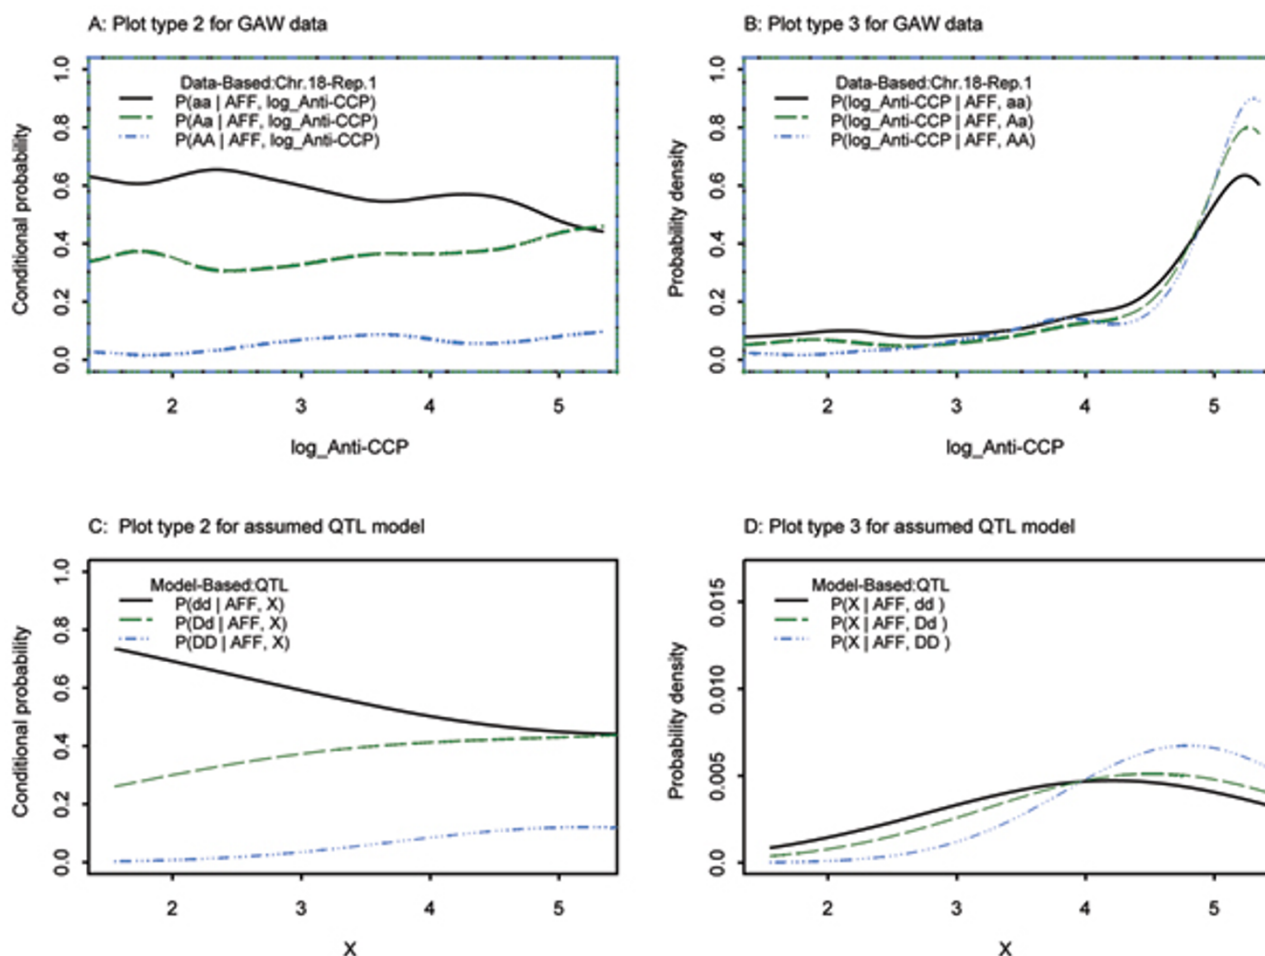 A: Plot type 2 for GAW data
Data-Based:Chr.18-Rep.1
P(aa | AFF, log_Anti-CCP)
P(Aa | AFF, log_Anti-CCP)
P(AA | AFF, log_Anti-CCP)
Conditional probability
1.0
0.8
0.6
0.4
0.2
0.0
2 3 4 5
log_Anti-CCP
B: Plot type 3 for GAW data
Data-Based:Chr.18-Rep.1
P(log_Anti-CCP | AFF, aa)
P(log_Anti-CCP | AFF, Aa)
P(log_Anti-CCP | AFF, AA)
Probability density
1.0
0.8
0.6
0.4
0.2
0.0
2 3 4 5
log_Anti-CCP
C: Plot type 2 for assumed QTL model
Model-Based:QTL
P(dd | AFF, X)
P(Dd | AFF, X)
P(DD | AFF, X)
Conditional probability
1.0
0.8
0.6
0.4
0.2
0.0
2 3 4 5
X
D: Plot type 3 for assumed QTL model
Model-Based:QTL
P(X | AFF, dd )
P(X | AFF, Dd )
P(X | AFF, DD )
Probability density
0.015
0.010
0.005
0.0
2 3 4 5
X